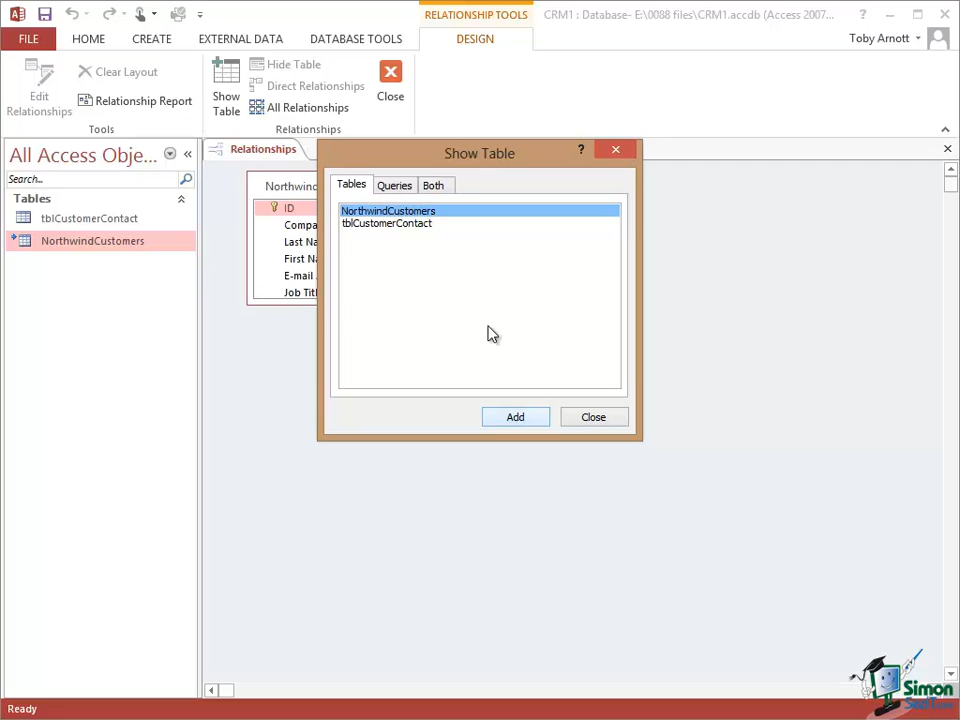 RELATIONSHIP TOOLS
CRM1 : Database- E:\0088 files\CRM1.accdb (Access 2007...
?
FILE
HOME
CREATE
EXTERNAL DATA
DATABASE TOOLS
DESIGN
Toby Arnott
Edit
Relationships
Clear Layout
Relationship Report
Tools
Show
Table
Hide Table
Direct Relationships
All Relationships
Relationships
Close
All Access Obje...
Search..
Tables
tblCustomerContact
NorthwindCustomers
Relationships
Northwind
ID
Compa
Last Na
First Na
E-mail
Job Titl
Show Table
?
Tables
Queries
Both
NorthwindCustomers
tblCustomerContact
Add
Close
Ready
Simon
SezIT.com